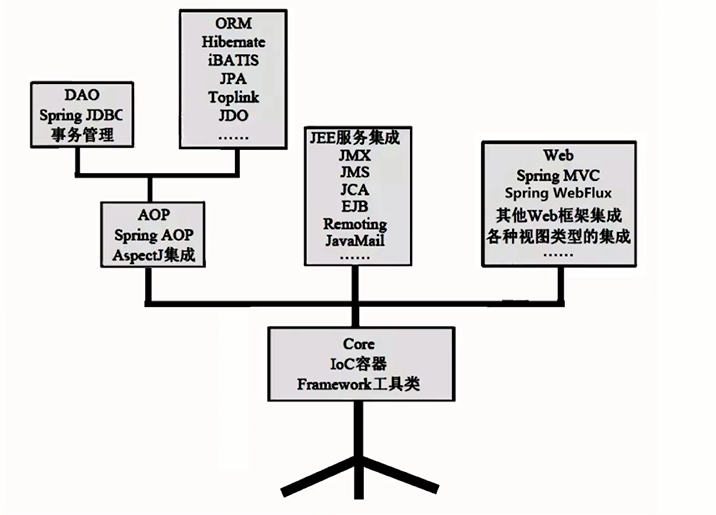 ORM
Hibernate
iBATIS
JPA
Toplink
JDO
……
DAO
Spring JDBC
事务管理
AOP
Spring AOP
AspectJ集成
JEE服务集成
JMX
JMS
JCA
EJB
Remoting
JavaMail
……
Web
Spring MVC
Spring WebFlux
其他Web框架集成
各种视图类型的集成
……
Core
IoC容器
Framework工具类